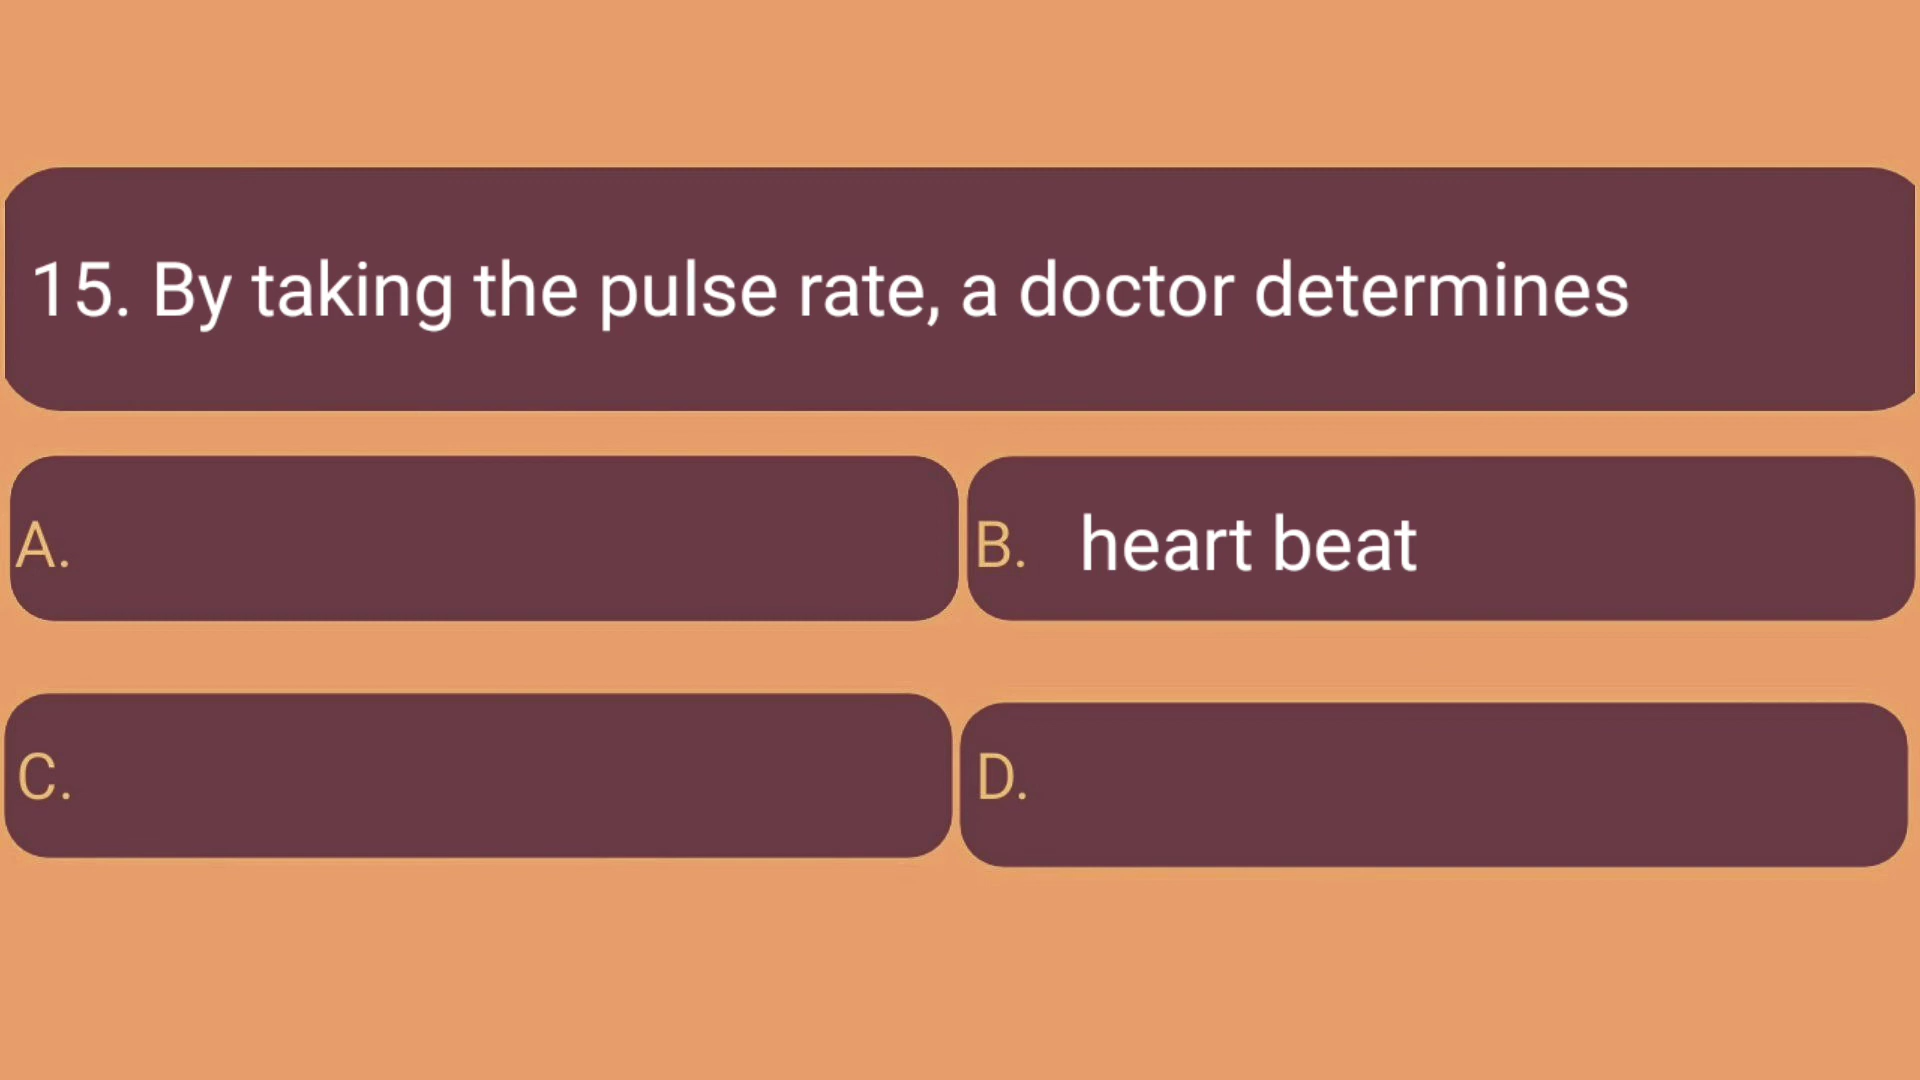 15. By taking the pulse rate, a doctor determines
A.
B. heart beat
C.
D.